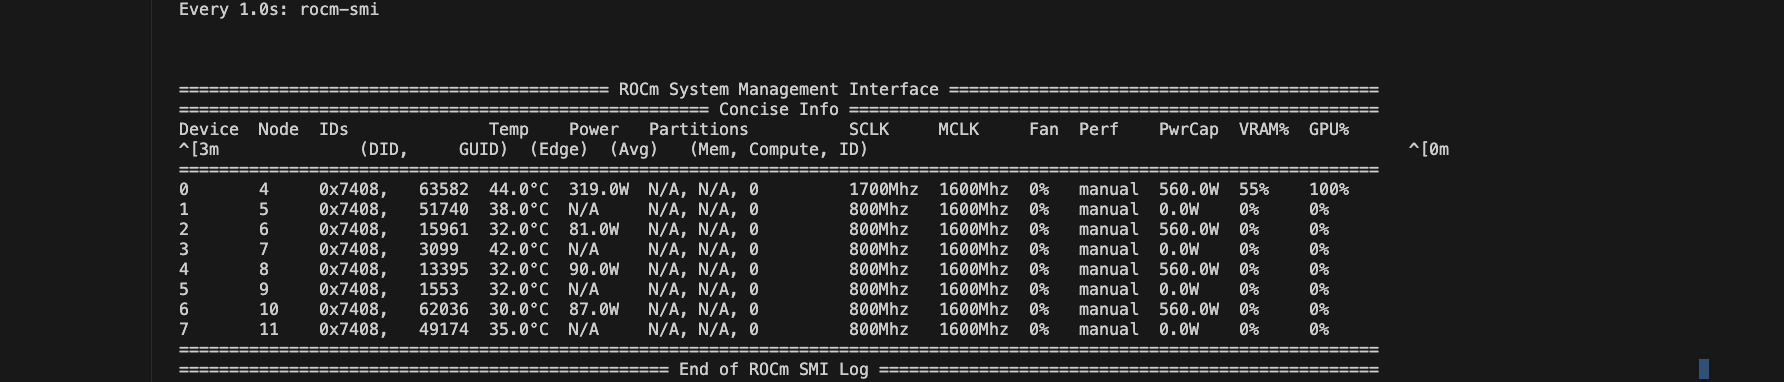 Every 1.0s: rocm-smi
=========================================== ROCm System Management Interface ===========================================
===================================================== Concise Info =====================================================
Device  Node  IDs              Temp    Power   Partitions          SCLK     MCLK     Fan  Perf    PwrCap  VRAM%  GPU%
^[3m              (DID,     GUID)  (Edge)  (Avg)   (Mem, Compute, ID)                                                      ^[0m
========================================================================================================================
0       4     0x7408,   63582  44.0°C  319.0W  N/A, N/A, 0         1700Mhz  1600Mhz  0%   manual  560.0W  55%    100%
1       5     0x7408,   51740  38.0°C  N/A     N/A, N/A, 0         800Mhz   1600Mhz  0%   manual  0.0W    0%     0%
2       6     0x7408,   15961  32.0°C  81.0W   N/A, N/A, 0         800Mhz   1600Mhz  0%   manual  560.0W  0%     0%
3       7     0x7408,   3099   42.0°C  N/A     N/A, N/A, 0         800Mhz   1600Mhz  0%   manual  0.0W    0%     0%
4       8     0x7408,   13395  32.0°C  90.0W   N/A, N/A, 0         800Mhz   1600Mhz  0%   manual  560.0W  0%     0%
5       9     0x7408,   1553   32.0°C  N/A     N/A, N/A, 0         800Mhz   1600Mhz  0%   manual  0.0W    0%     0%
6       10    0x7408,   62036  30.0°C  87.0W   N/A, N/A, 0         800Mhz   1600Mhz  0%   manual  560.0W  0%     0%
7       11    0x7408,   49174  35.0°C  N/A     N/A, N/A, 0         800Mhz   1600Mhz  0%   manual  0.0W    0%     0%
========================================================================================================================
================================================= End of ROCm SMI Log ==================================================